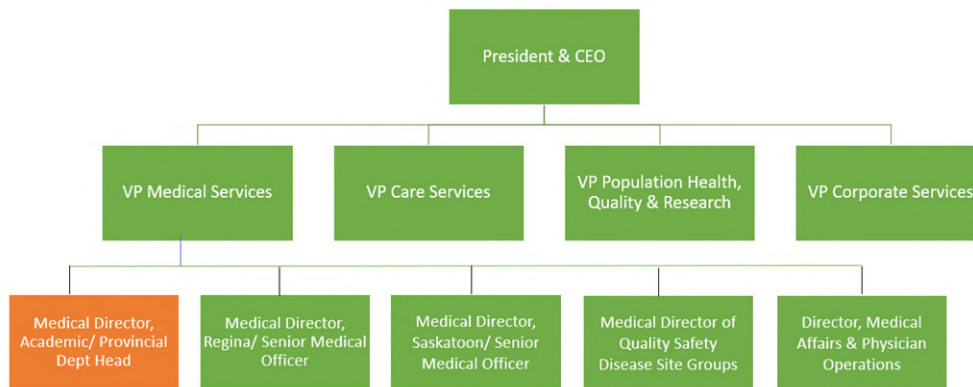 President & CEO
VP Medical Services
VP Care Services
VP Population Health,
Quality & Research
VP Corporate Services
Medical Director,
Academic/ Provincial
Dept Head
Medical Director,
Regina/ Senior Medical
Officer
Medical Director,
Saskatoon/ Senior
Medical Officer
Medical Director of
Quality Safety
Disease Site Groups
Director, Medical
Affairs & Physician
Operations